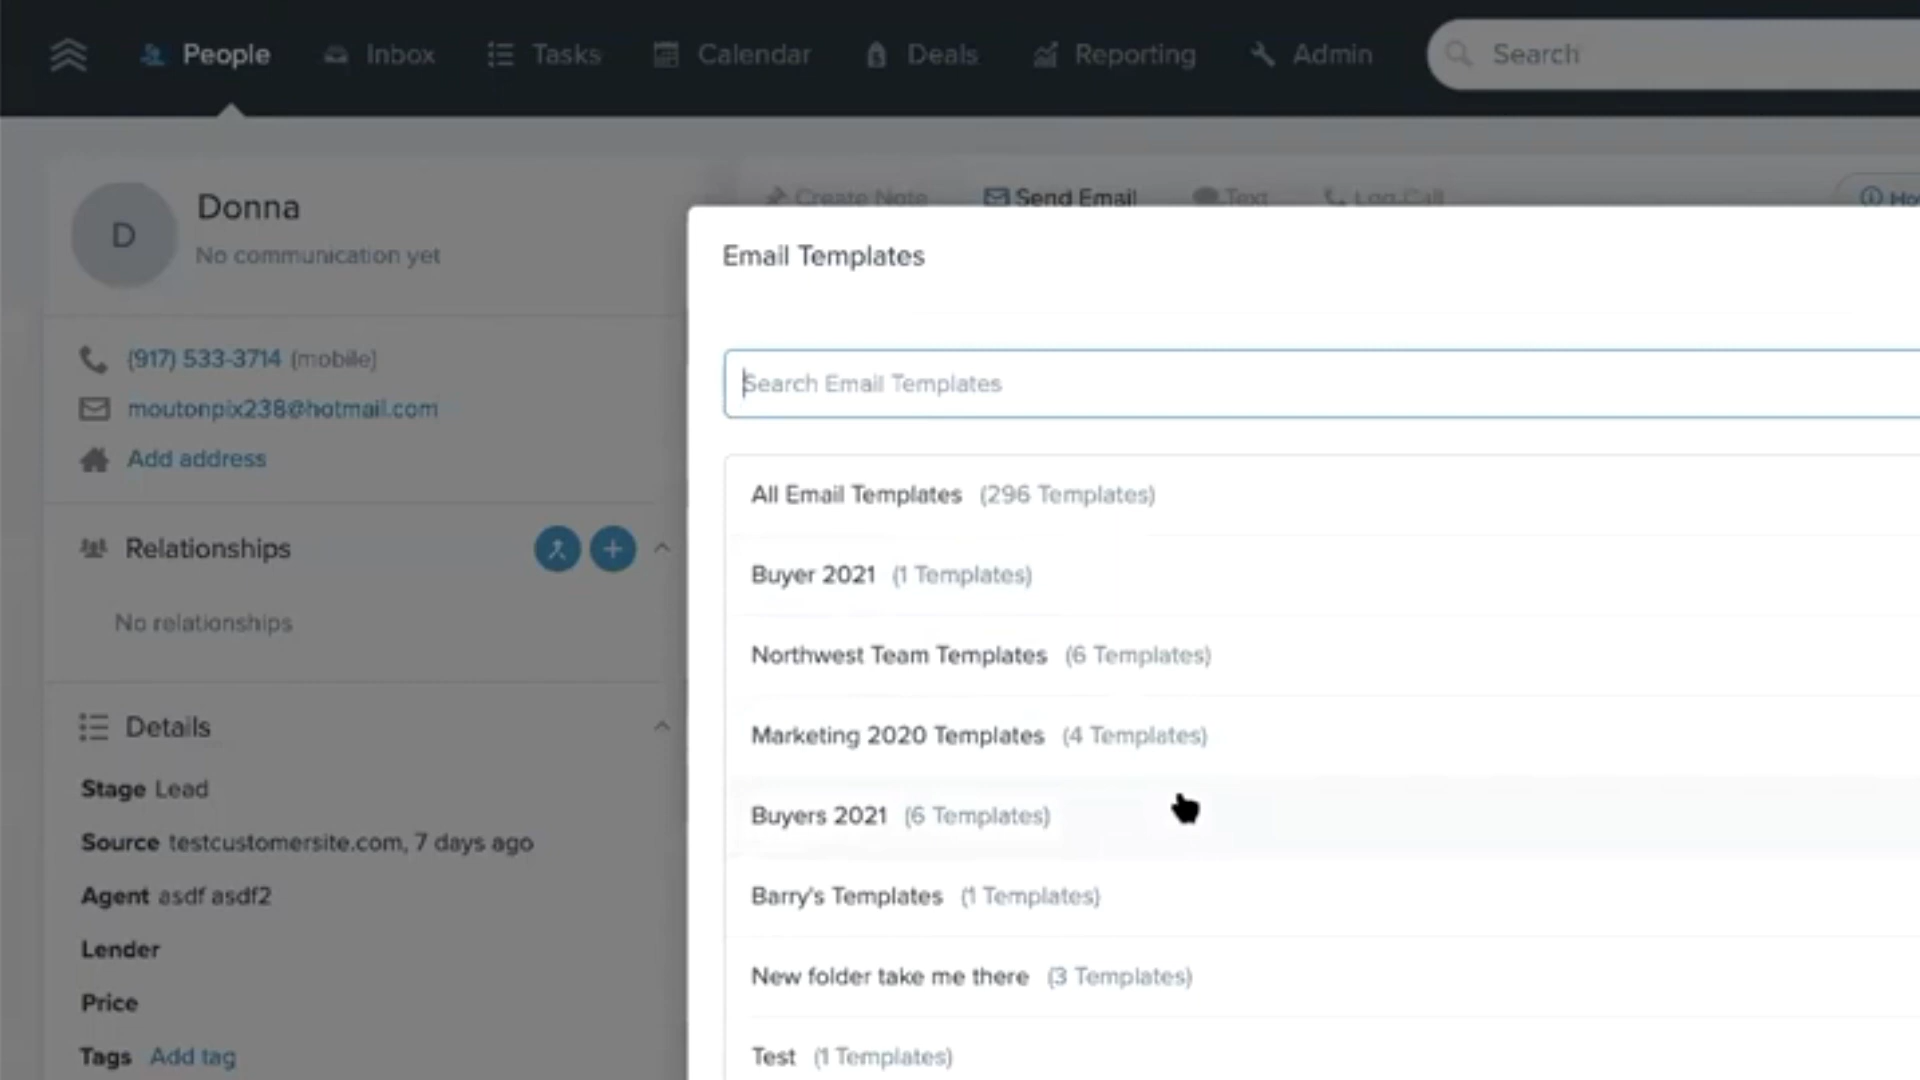 People Inbox Tasks Calendar Deals Reporting Admin Search
D
Donna
No communication yet
(917) 533-3714 (mobile)
moutonpix238@hotmail.com
Add address
Relationships
No relationships
Details
Stage Lead
Source testcustomersite.com, 7 days ago
Agent asdf asdf2
Lender
Price
Tags Add tag
Create Note Send Email Text Log Call
Email Templates
Search Email Templates
All Email Templates (296 Templates)
Buyer 2021 (1 Templates)
Northwest Team Templates (6 Templates)
Marketing 2020 Templates (4 Templates)
Buyers 2021 (6 Templates)
Barry's Templates (1 Templates)
New folder take me there (3 Templates)
Test (1 Templates)